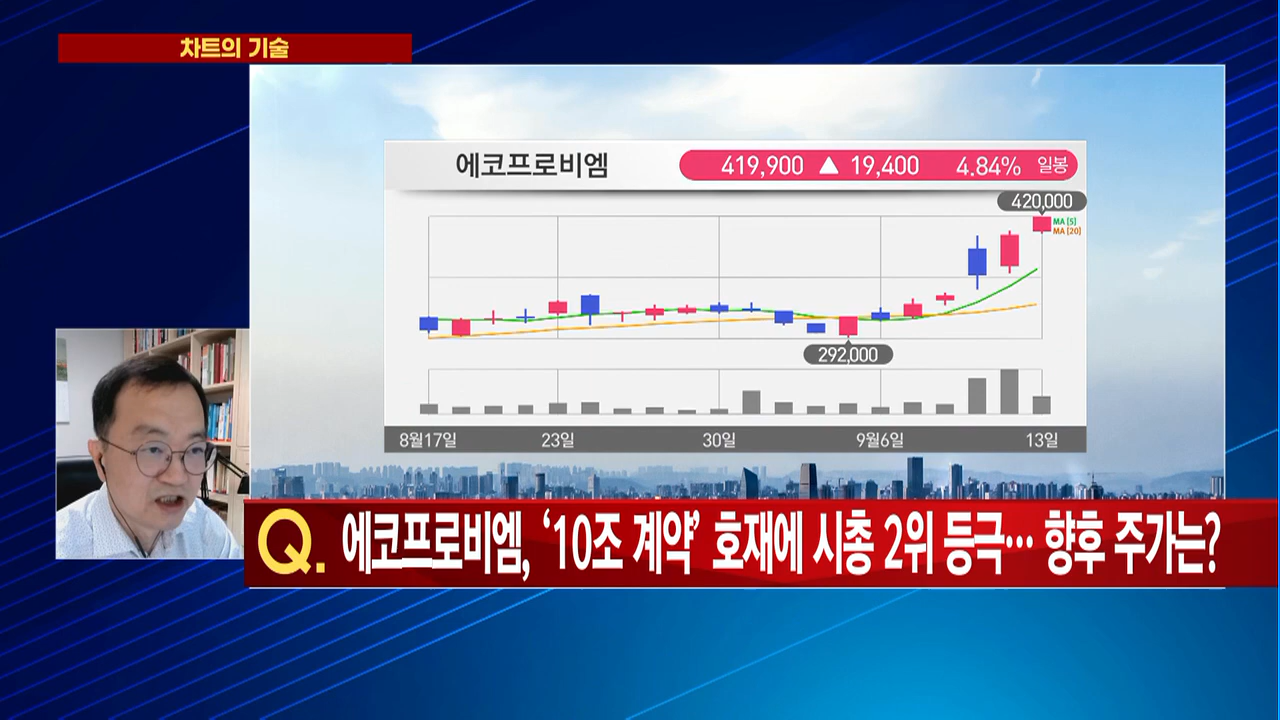 차트의 기술
에코프로비엠 419,900 ▲ 19,400 4.84% 일봉
420,000
MA [5]
MA [20]
292,000
8월17일 23일 30일 9월6일 13일
Q. 에코프로비엠, ‘10조 계약’ 호재에 시총 2위 등극… 향후 주가는?